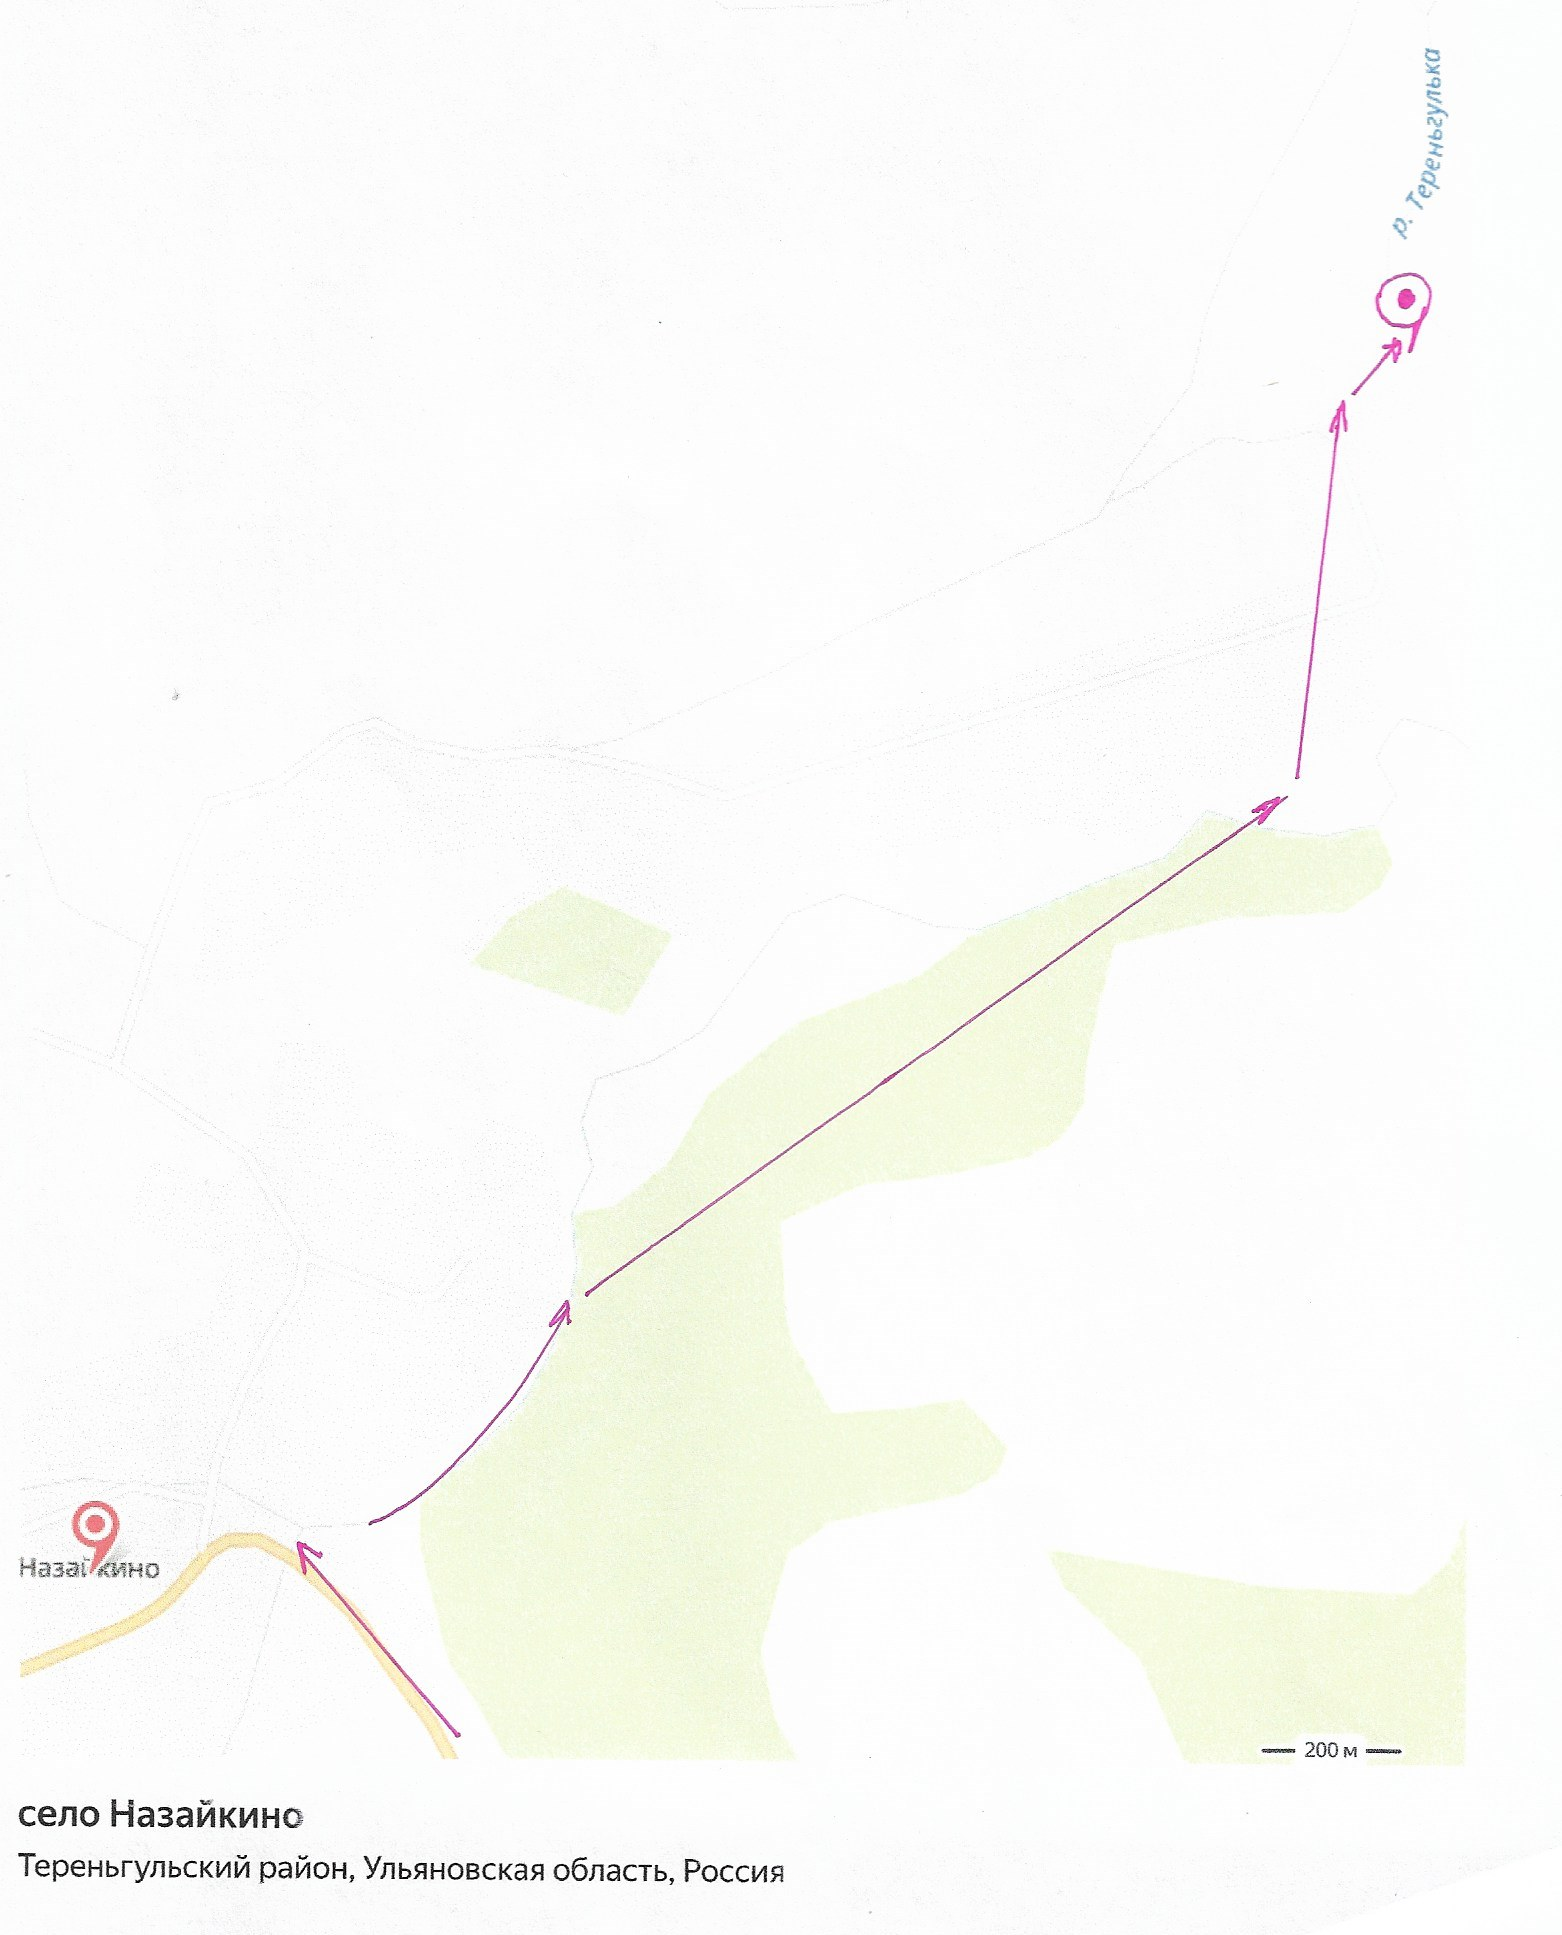 р. Тереньгулька
Назайкино
200 м
село Назайкино
Тереньгульский район, Ульяновская область, Россия